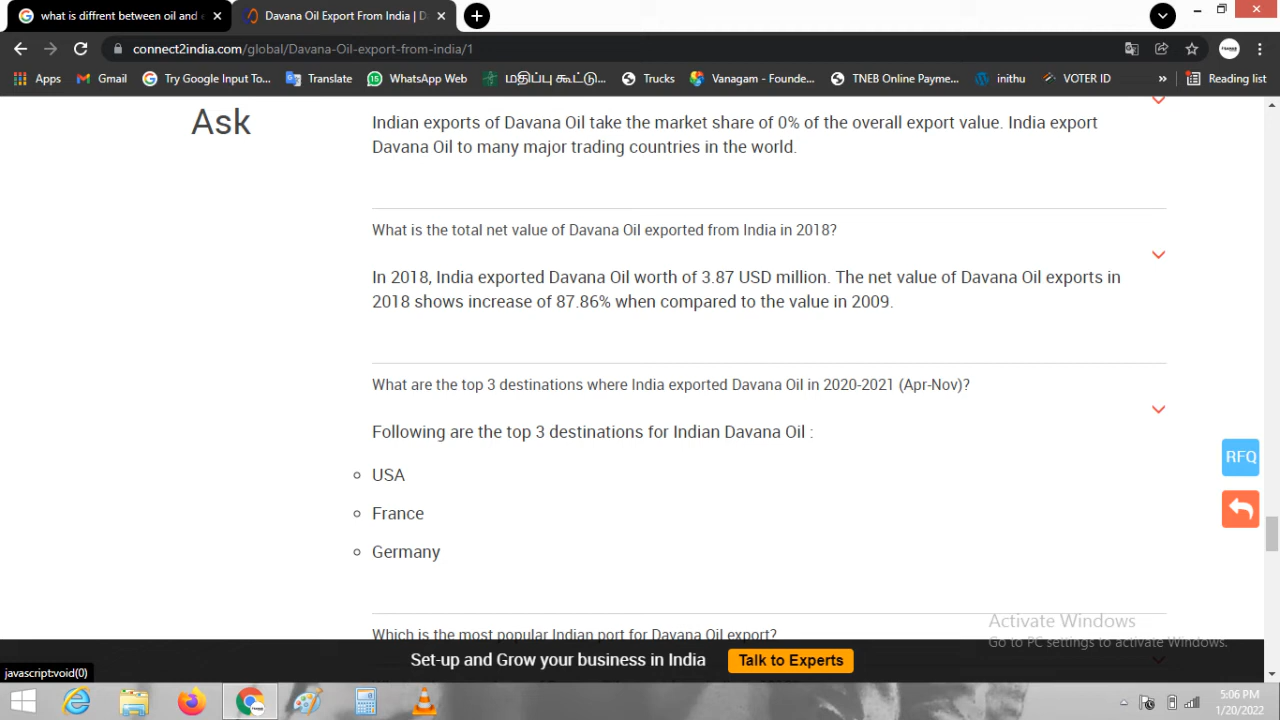 what is diffrent between oil and
Davana Oil Export From India | D
connect2india.com/global/Davana-Oil-export-from-india/1
Apps
Gmail
Try Google Input To...
Translate
WhatsApp Web
மதிப்பு கூட்டு...
Trucks
Vanagam - Founde...
TNEB Online Payme...
inithu
VOTER ID
»
Reading list
Ask
Indian exports of Davana Oil take the market share of 0% of the overall export value. India export
Davana Oil to many major trading countries in the world.
What is the total net value of Davana Oil exported from India in 2018?
In 2018, India exported Davana Oil worth of 3.87 USD million. The net value of Davana Oil exports in
2018 shows increase of 87.86% when compared to the value in 2009.
What are the top 3 destinations where India exported Davana Oil in 2020-2021 (Apr-Nov)?
Following are the top 3 destinations for Indian Davana Oil :
USA
France
Germany
RFQ
Which is the most popular Indian port for Davana Oil export?
Activate Windows
Go to PC settings to activate Windows.
Set-up and Grow your business in India
Talk to Experts
javascript:void(0)
5:06 PM
1/20/2022